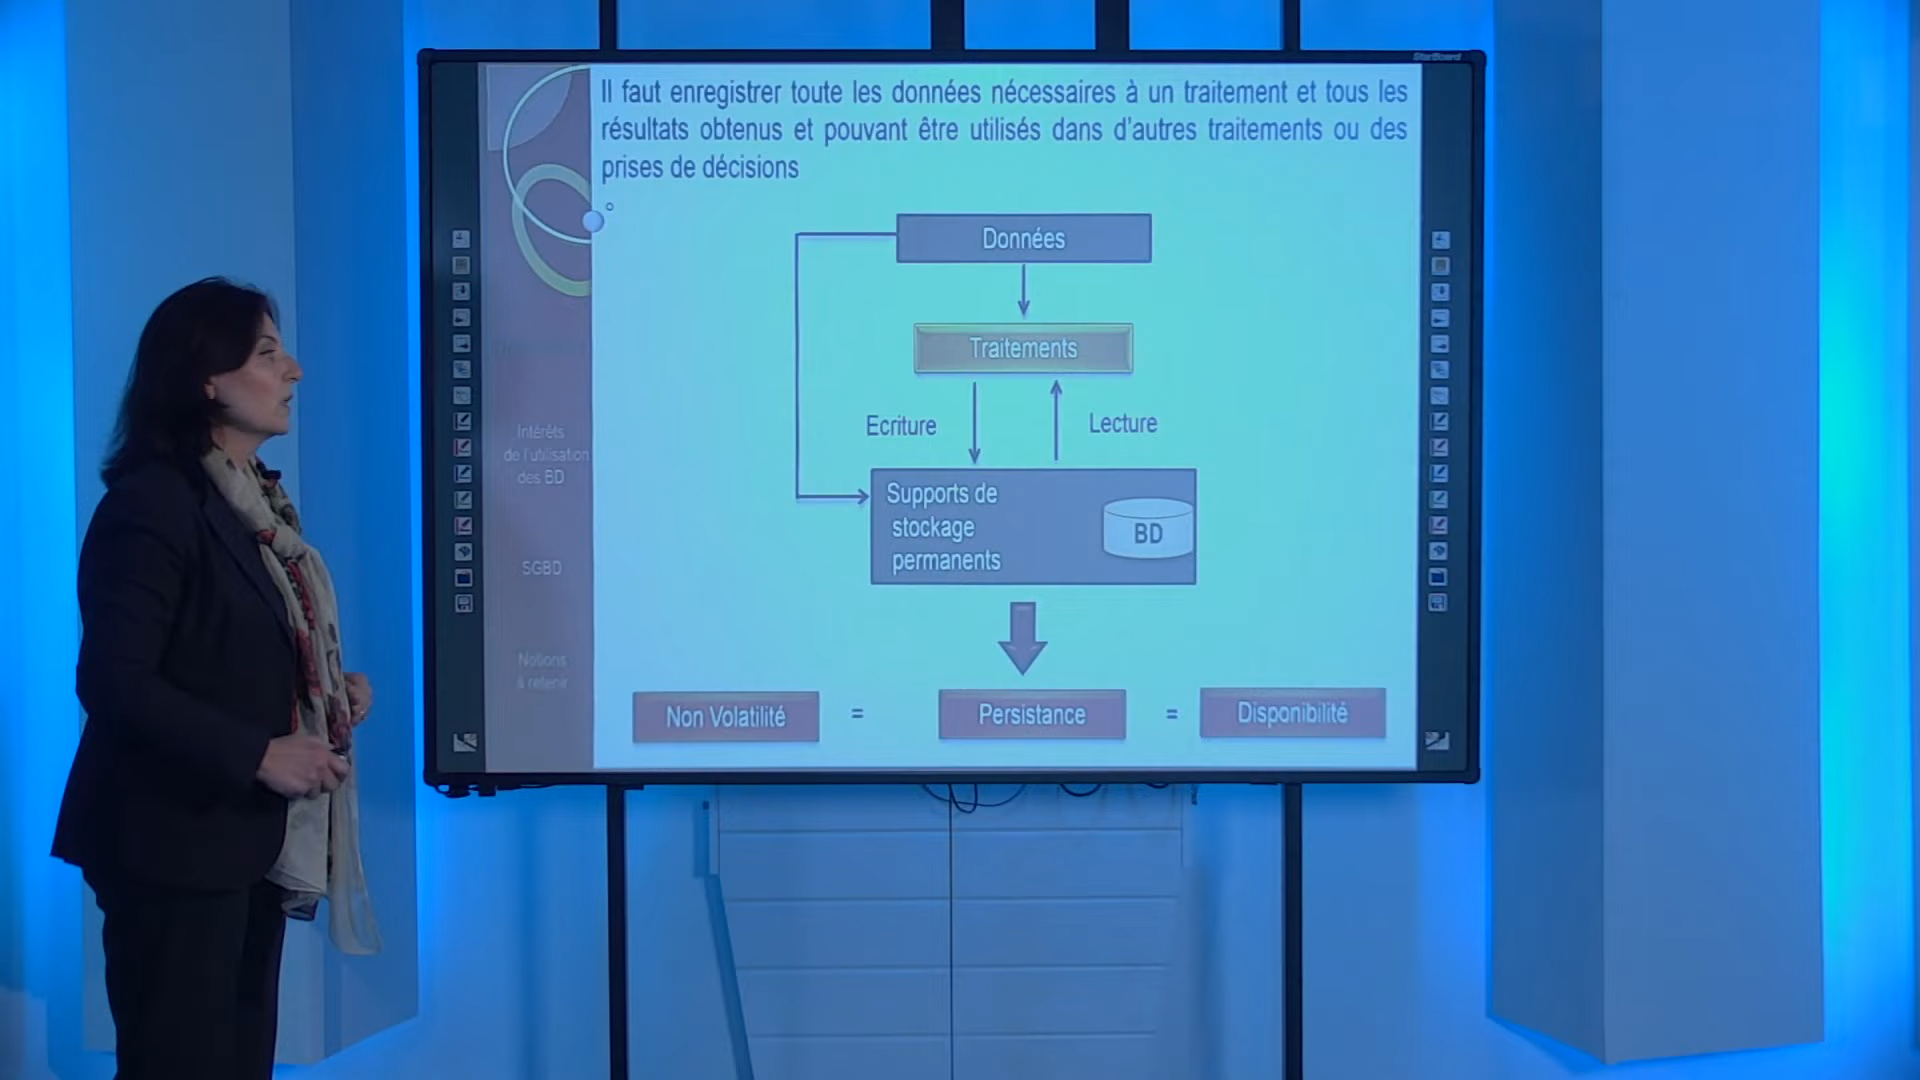 StarBoard
Il faut enregistrer toute les données nécessaires à un traitement et tous les
résultats obtenus et pouvant être utilisés dans d'autres traitements ou des
prises de décisions
Données
Traitements
Ecriture
Lecture
Supports de
stockage
permanents
BD
Non Volatilité
=
Persistance
=
Disponibilité
Intérêts
de l'utilisation
des BD
SGBD
Notions
à retenir